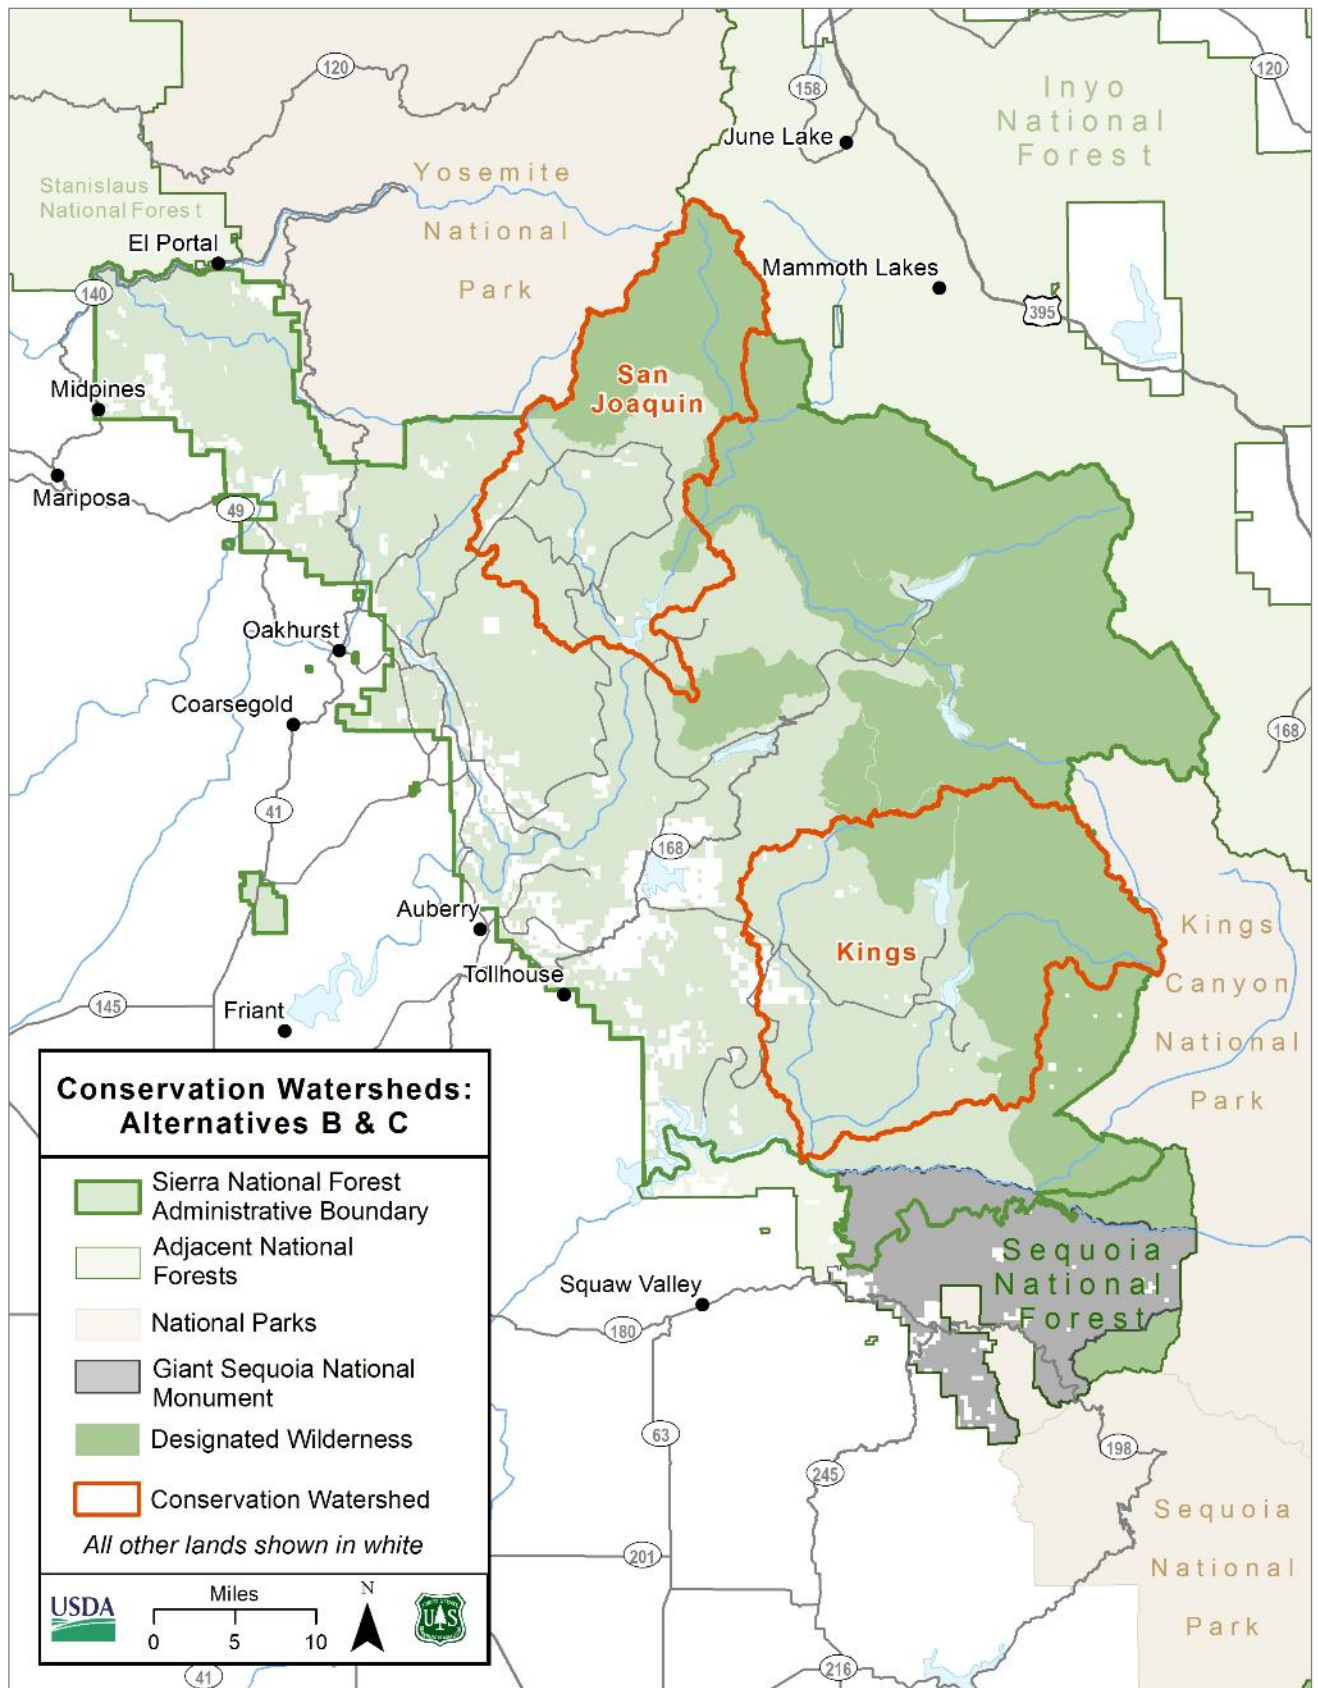 120
158
120
Inyo
National
Forest
June Lake
Yosemite
National
Park
Stanislaus
National Forest
El Portal
140
Mammoth Lakes
395
San
Joaquin
Midpines
Mariposa
49
Oakhurst
Coarsegold
168
41
168
Auberry
Kings
Kings
Canyon
National
Park
Tollhouse
145
Friant
Conservation Watersheds:
Alternatives B & C
Sierra National Forest
Administrative Boundary
Adjacent National
Forests
National Parks
Giant Sequoia National
Monument
Designated Wilderness
Conservation Watershed
All other lands shown in white
USDA
Miles
0 5 10
N
U S
Sequoia
National
Forest
Squaw Valley
180
63
198
245
Sequoia
National
Park
201
216
41